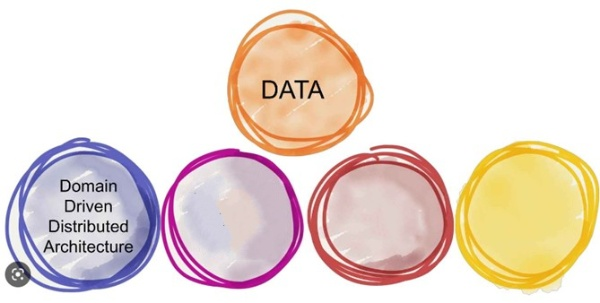 DATA
Domain
Driven
Distributed
Architecture